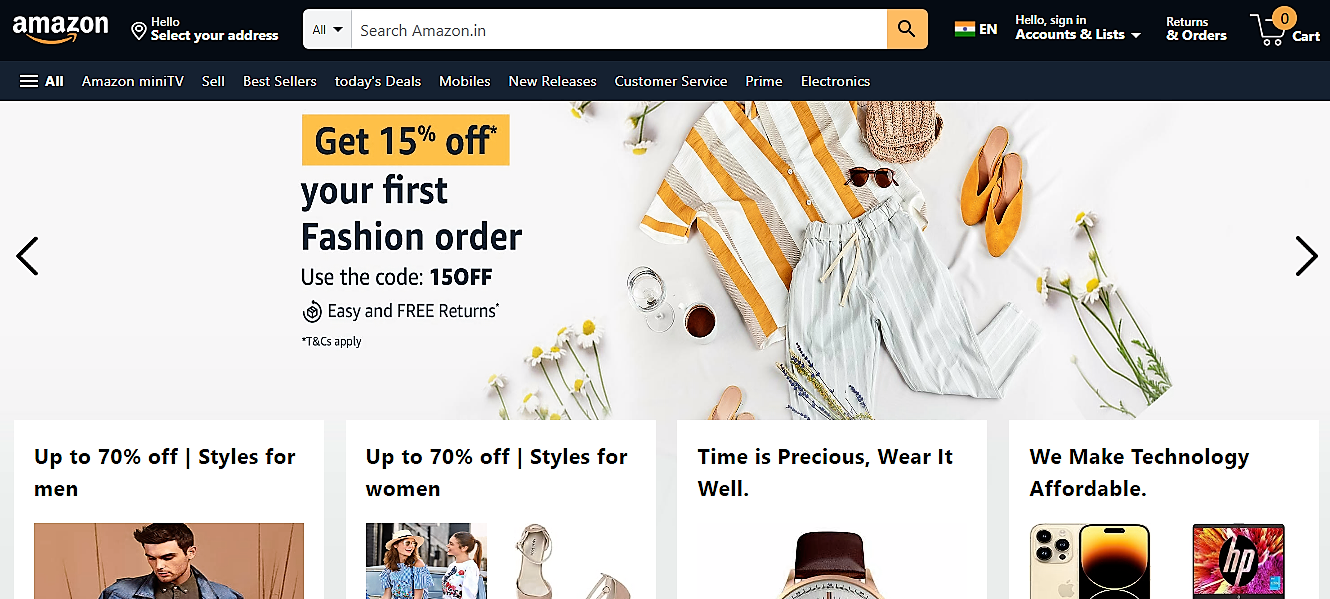 amazon
Hello
Select your address
All
Search Amazon.in
EN
Hello, sign in
Accounts & Lists
Returns
& Orders
0
Cart
All
Amazon miniTV
Sell
Best Sellers
today's Deals
Mobiles
New Releases
Customer Service
Prime
Electronics
Get 15% off*
your first
Fashion order
Use the code: 15OFF
Easy and FREE Returns*
*T&Cs apply
Up to 70% off | Styles for
men
Up to 70% off | Styles for
women
Time is Precious, Wear It
Well.
We Make Technology
Affordable.
hp